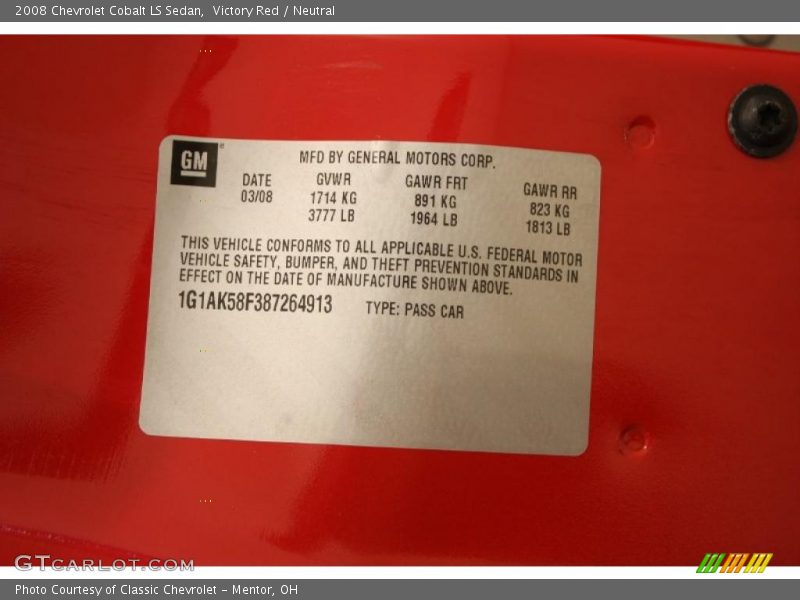 2008 Chevrolet Cobalt LS Sedan,  Victory Red / Neutral
GM
MFD BY GENERAL MOTORS CORP.
DATE GVWR GAWR FRT GAWR RR
03/08 1714 KG 891 KG 823 KG
3777 LB 1964 LB 1813 LB
THIS VEHICLE CONFORMS TO ALL APPLICABLE U.S. FEDERAL MOTOR
VEHICLE SAFETY, BUMPER, AND THEFT PREVENTION STANDARDS IN
EFFECT ON THE DATE OF MANUFACTURE SHOWN ABOVE.
1G1AK58F387264913 TYPE: PASS CAR
GTCARLOT.COM
Photo Courtesy of Classic Chevrolet - Mentor, OH